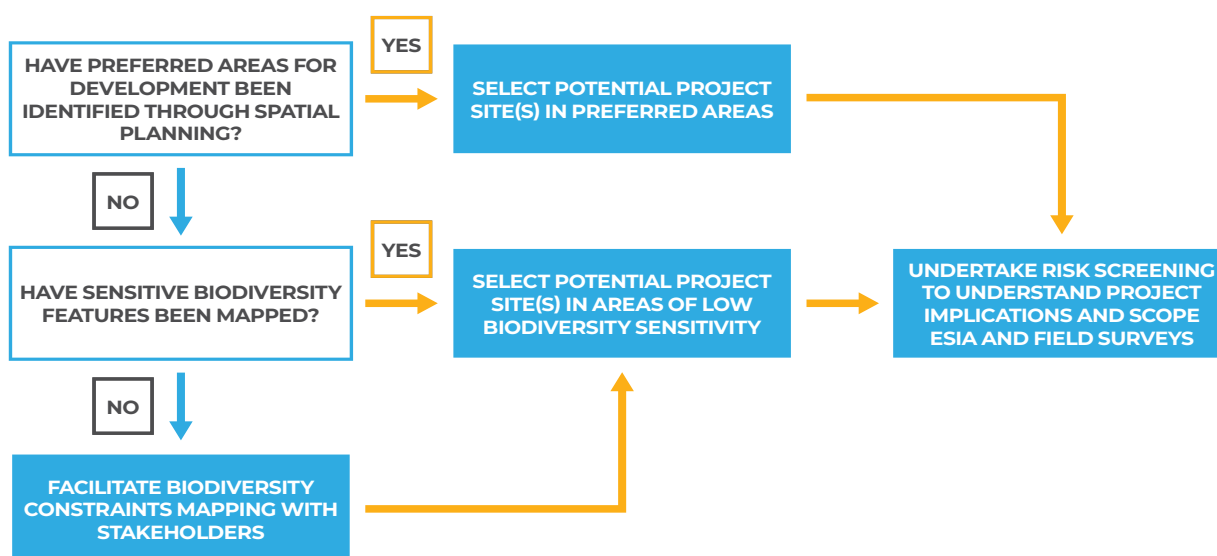 HAVE PREFERRED AREAS FOR
DEVELOPMENT BEEN
IDENTIFIED THROUGH SPATIAL
PLANNING?
YES
SELECT POTENTIAL PROJECT
SITE(S) IN PREFERRED AREAS
NO
HAVE SENSITIVE BIODIVERSITY
FEATURES BEEN MAPPED?
YES
SELECT POTENTIAL PROJECT
SITE(S) IN AREAS OF LOW
BIODIVERSITY SENSITIVITY
UNDERTAKE RISK SCREENING
TO UNDERSTAND PROJECT
IMPLICATIONS AND SCOPE
ESIA AND FIELD SURVEYS
NO
FACILITATE BIODIVERSITY
CONSTRAINTS MAPPING WITH
STAKEHOLDERS